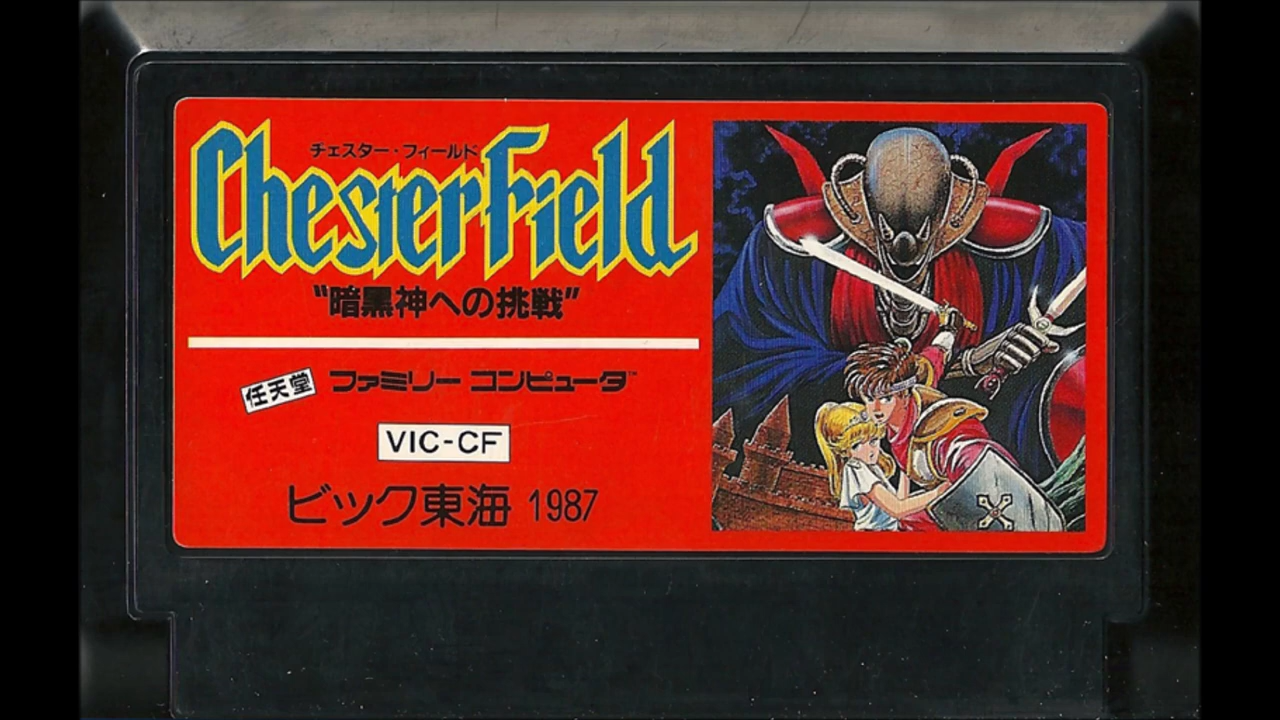 チェスター・フィールド
Chesterfield
“暗黒神への挑戦”
任天堂 ファミリー コンピュータ™
VIC-CF
ビック東海 1987